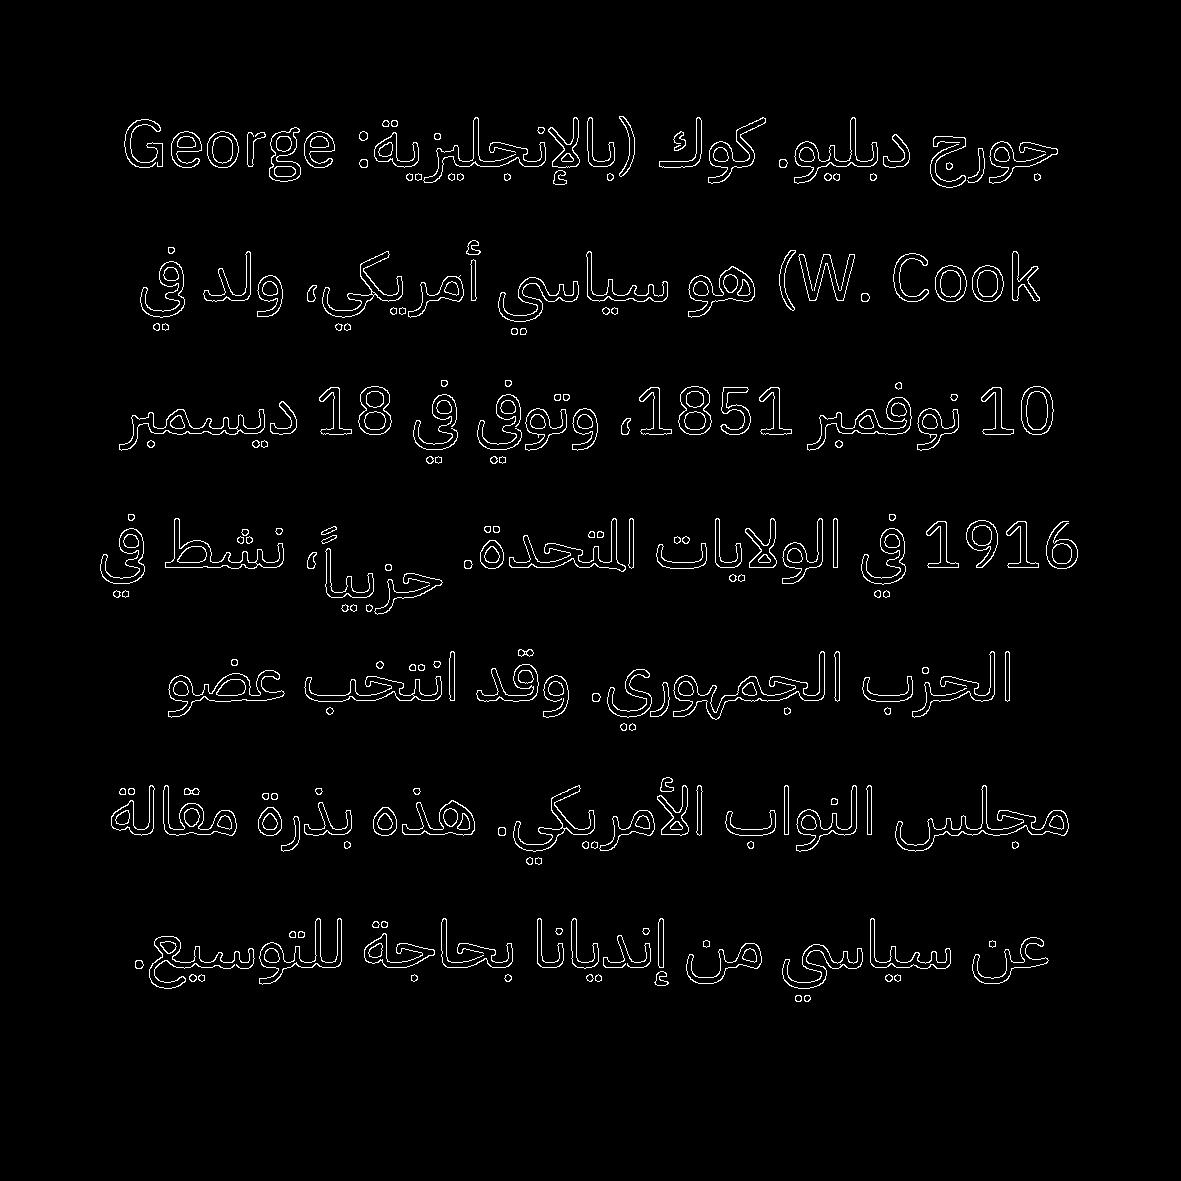 جورج دبليو. كوك (بالإنجليزية: George
W. Cook) هو سياسي أمريكي، ولد في
10 نوفمبر 1851، وتوفي في 18 ديسمبر
1916 في الولايات المتحدة. حزبياً، نشط في
الحزب الجمهوري. وقد انتخب عضو
مجلس النواب الأمريكي. هذه بذرة مقالة
عن سياسي من إنديانا بحاجة للتوسيع.